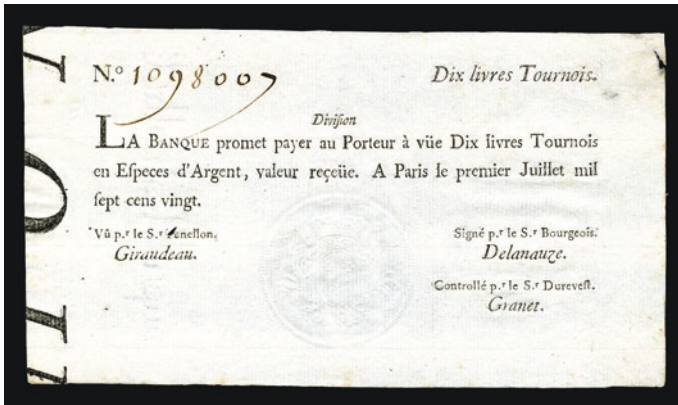 N.º 1098007 Dix livres Tournois.
Diviſion
LA BANQUE promet payer au Porteur à vüe Dix livres Tournois
en Eſpeces d'Argent, valeur reçeüe. A Paris le premier Juillet mil
ſept cens vingt.
Vû p.r le S.r Feneſſon. Signé p.r le S.r Bourgeois.
Giraudeau. Delanauze.
Controllé p.r le S.r Dureveſt.
Granet.